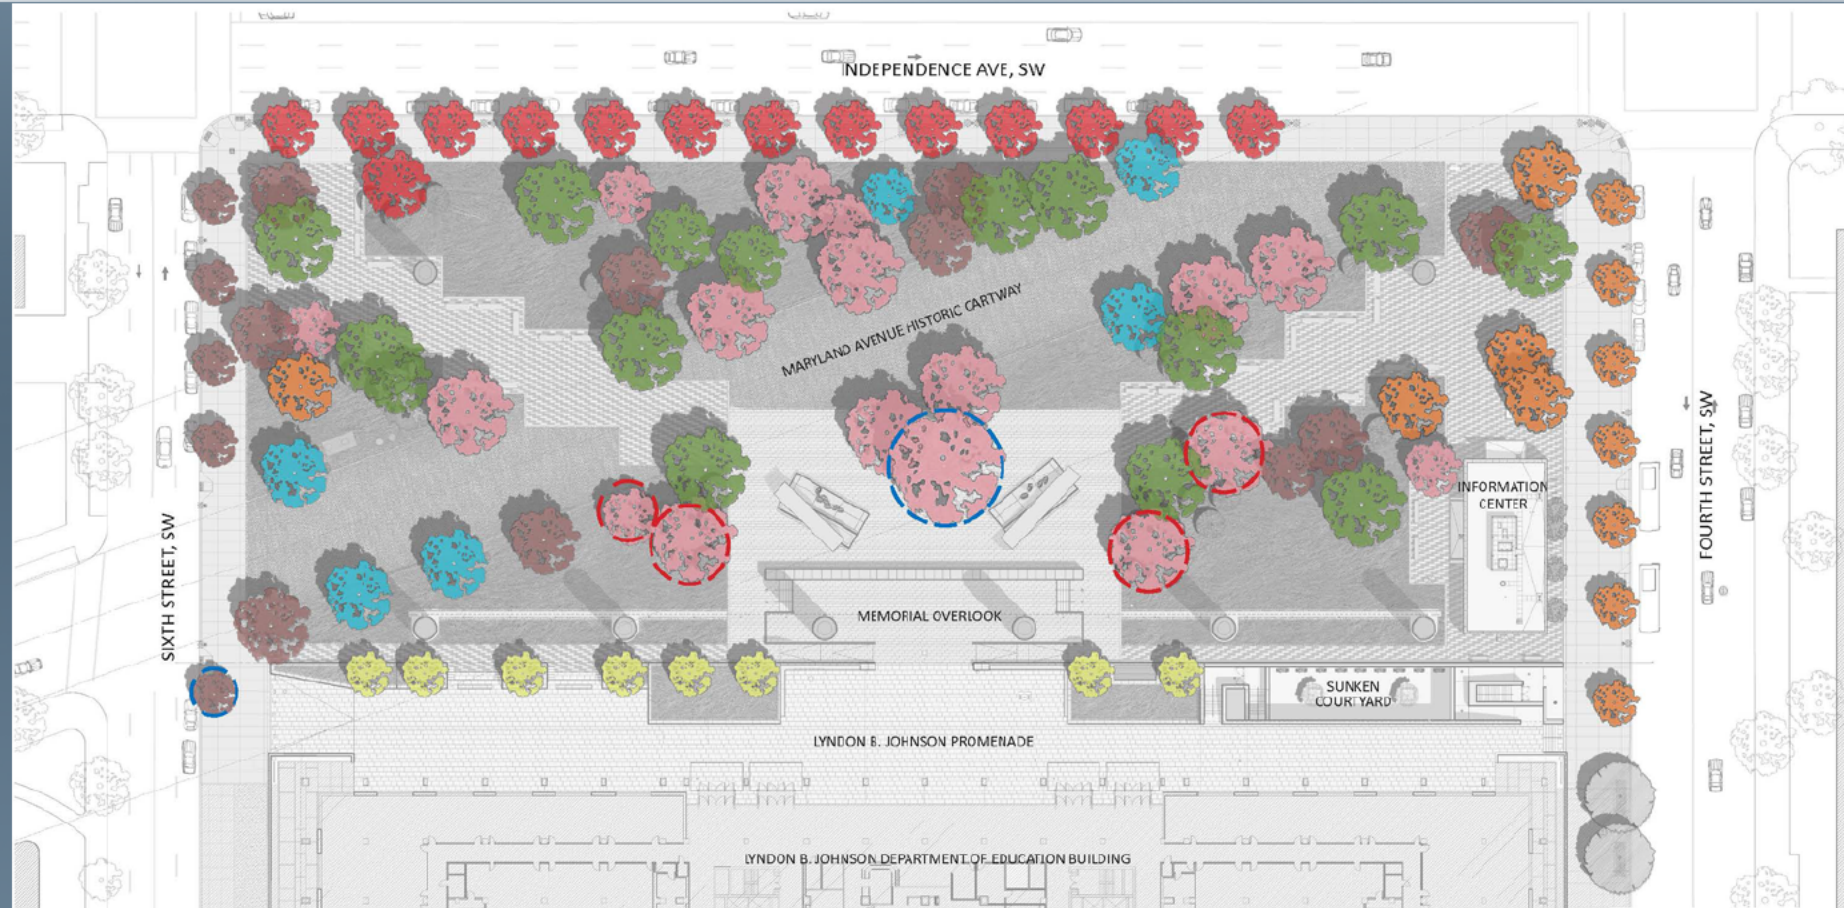 NDEPENDENCE AVE, SW
MARYLAND AVENUE HISTORIC CARTWAY
INFORMATION
CENTER
FOURTH STREET, SW
SIXTH STREET, SW
MEMORIAL OVERLOOK
SUNKEN
COURTYARD
LYNDON B. JOHNSON PROMENADE
LYNDON B. JOHNSON DEPARTMENT OF EDUCATION BUILDING